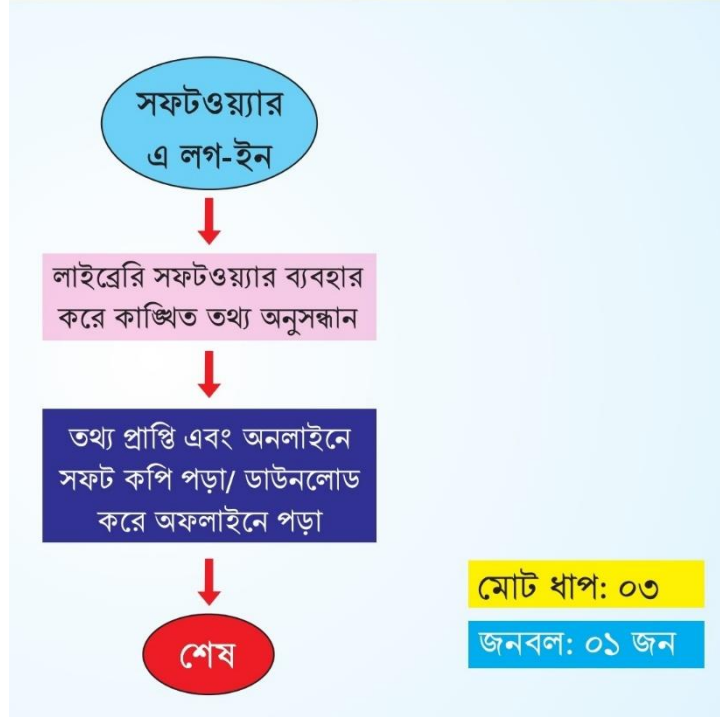 সফটওয়্যার
এ লগ-ইন
লাইব্রেরি সফটওয়্যার ব্যবহার
করে কাঙ্খিত তথ্য অনুসন্ধান
তথ্য প্রাপ্তি এবং অনলাইনে
সফট কপি পড়া/ ডাউনলোড
করে অফলাইনে পড়া
শেষ
মোট ধাপ: ০৩
জনবল: ০১ জন